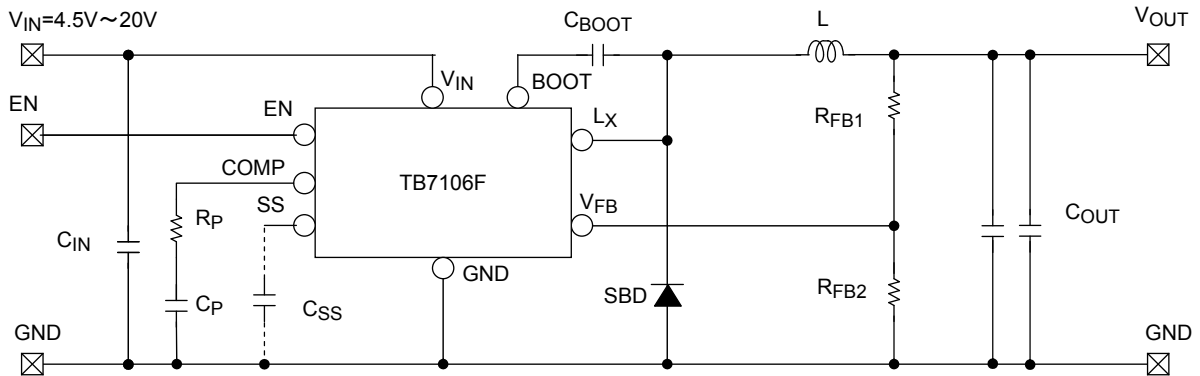 V_IN=4.5V～20V
C_BOOT
L
V_OUT
V_IN
BOOT
EN
EN
L_X
R_FB1
COMP
TB7106F
SS
V_FB
R_P
C_IN
C_OUT
GND
C_P
C_SS
SBD
R_FB2
GND
GND